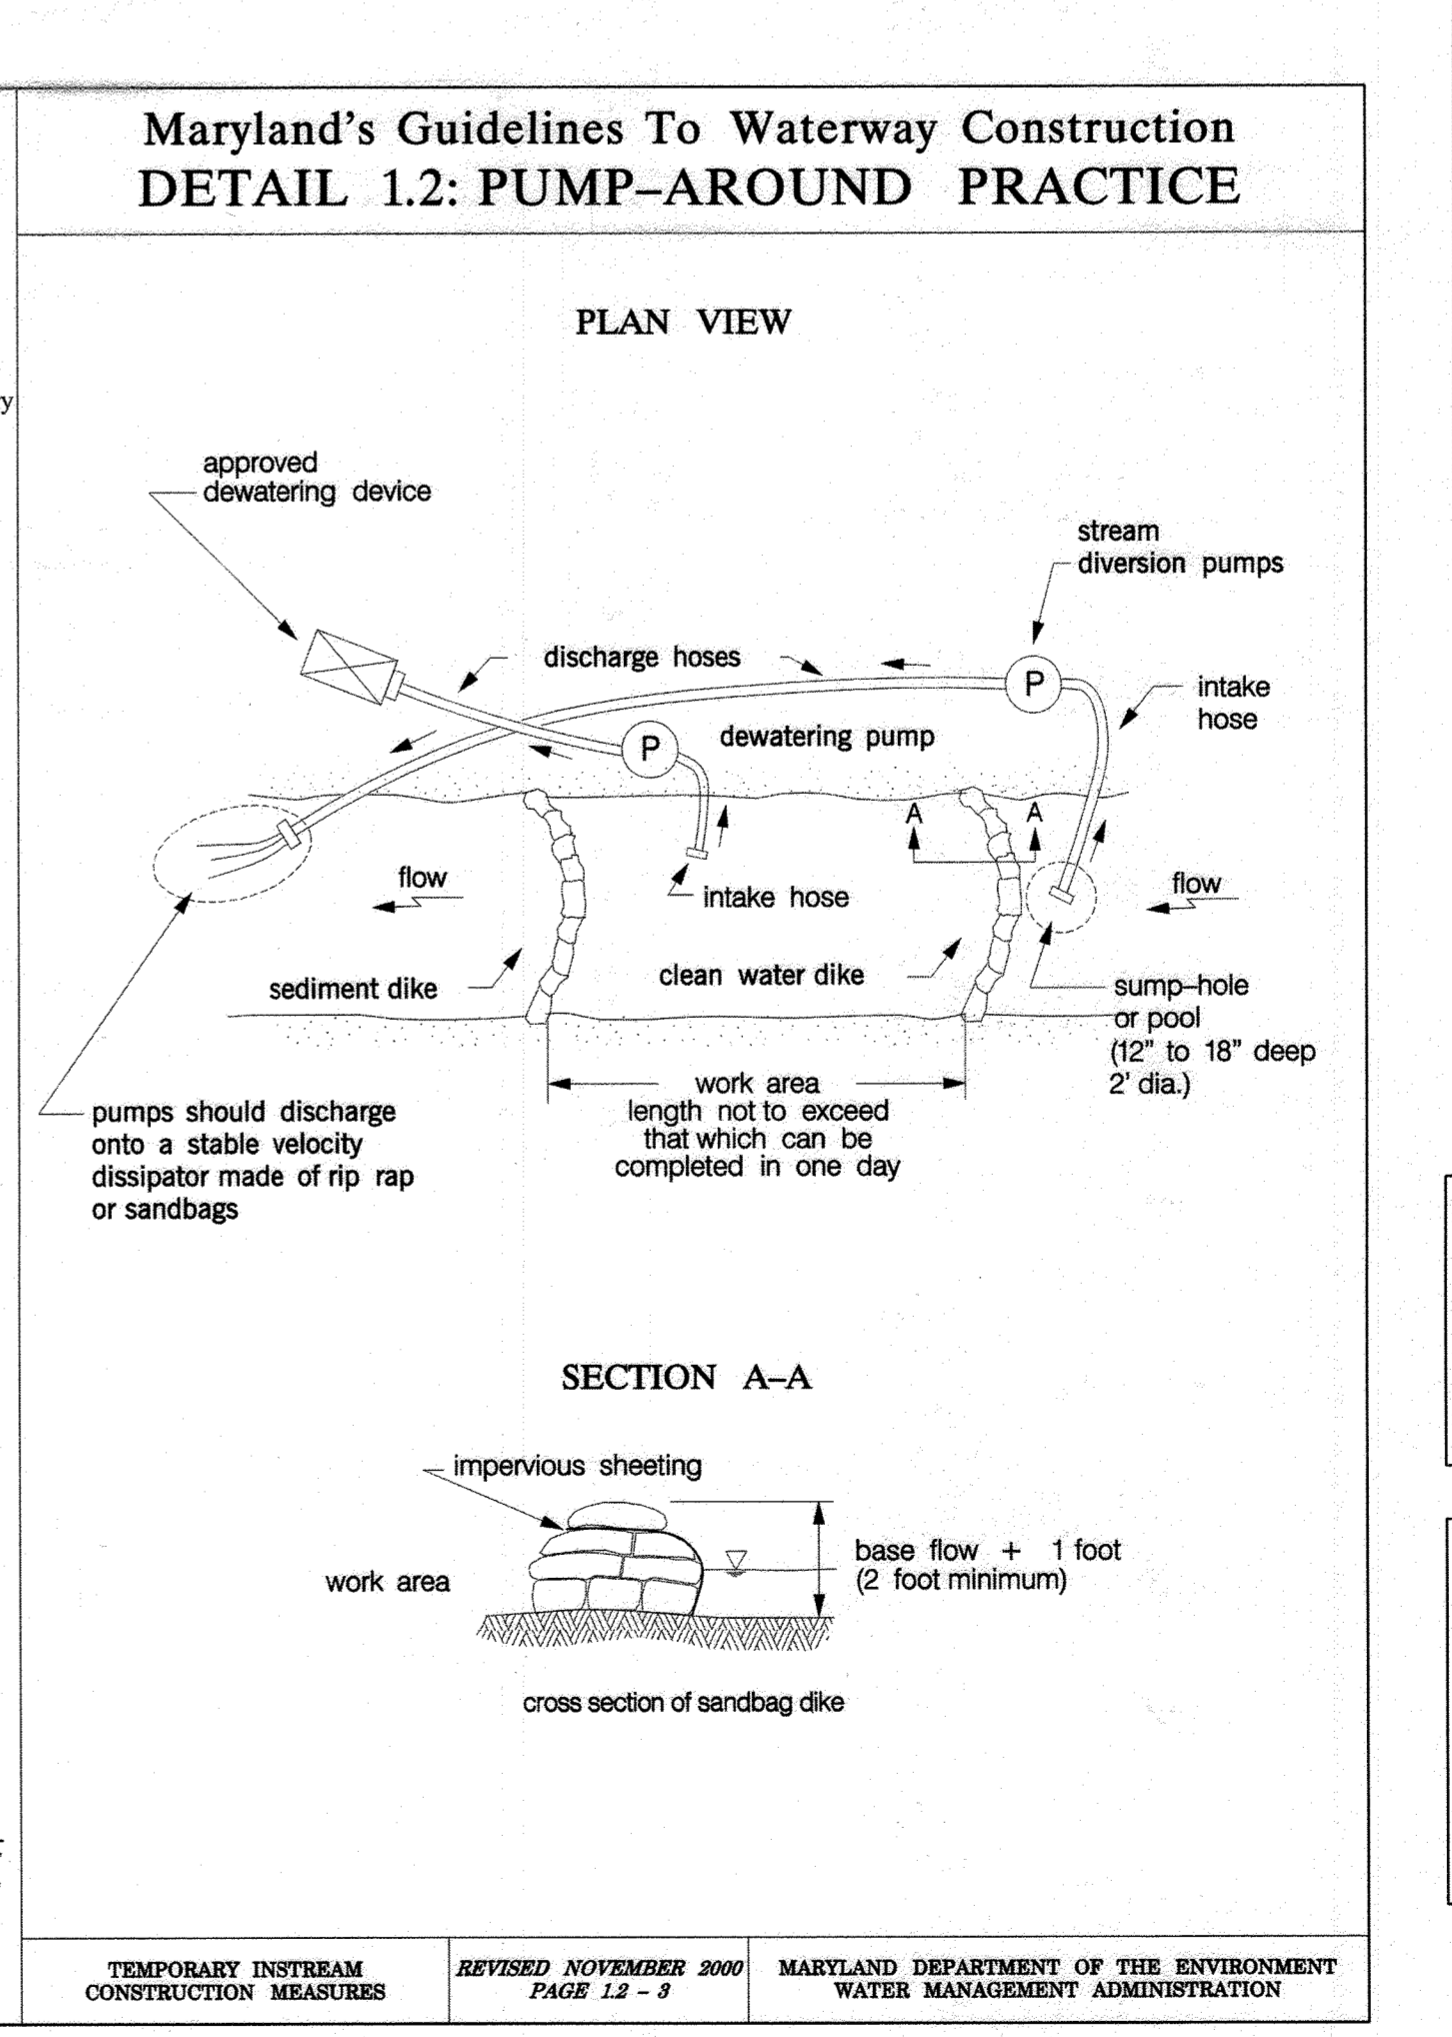 Maryland's Guidelines To Waterway Construction
DETAIL 1.2: PUMP–AROUND PRACTICE
PLAN VIEW
ry
approved
dewatering device
stream
diversion pumps
discharge hoses
P
intake
hose
P
dewatering pump
A
A
flow
intake hose
flow
sediment dike
clean water dike
sump–hole
or pool
(12" to 18" deep
2' dia.)
work area
length not to exceed
that which can be
completed in one day
pumps should discharge
onto a stable velocity
dissipator made of rip rap
or sandbags
SECTION A–A
impervious sheeting
work area
base flow + 1 foot
(2 foot minimum)
cross section of sandbag dike
TEMPORARY INSTREAM
CONSTRUCTION MEASURES
REVISED NOVEMBER 2000
PAGE 1.2 – 3
MARYLAND DEPARTMENT OF THE ENVIRONMENT
WATER MANAGEMENT ADMINISTRATION